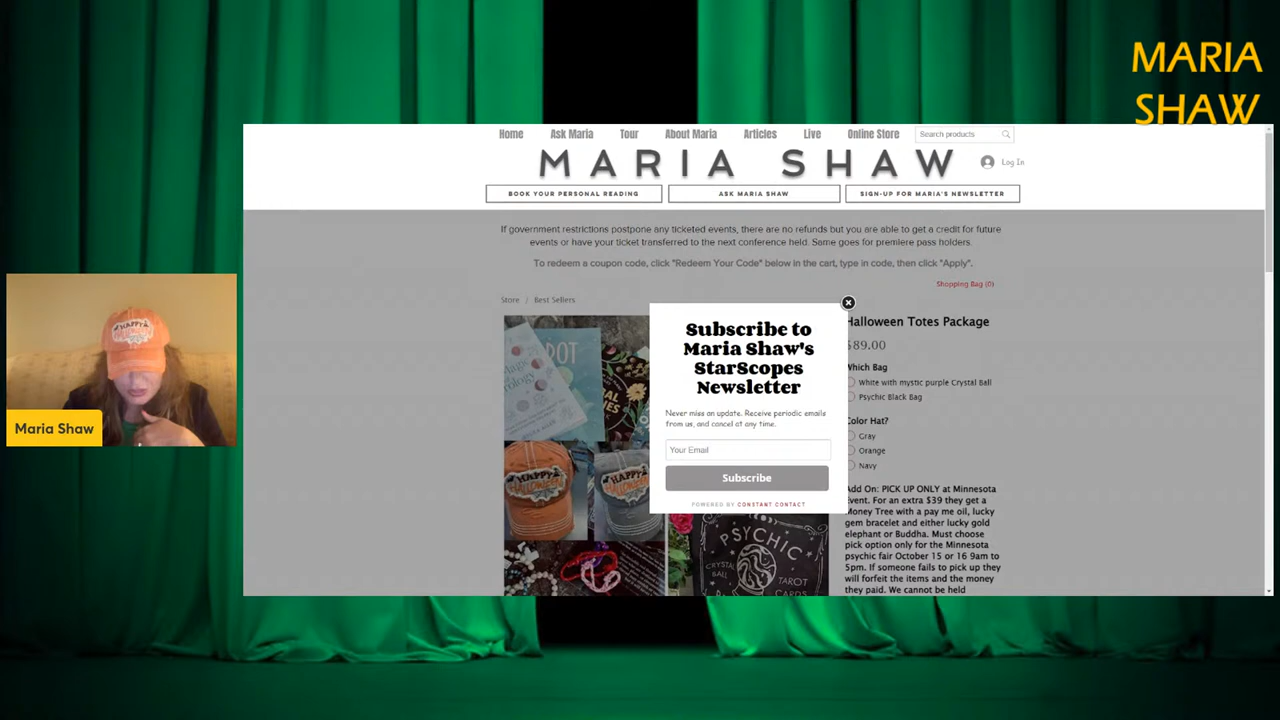 MARIA
SHAW
Home
Ask Maria
Tour
About Maria
Articles
Live
Online Store
Search products
MARIA SHAW
Log In
BOOK YOUR PERSONAL READING
ASK MARIA SHAW
SIGN-UP FOR MARIA'S NEWSLETTER
If government restrictions postpone any ticketed events, there are no refunds but you are able to get a credit for future
events or have your ticket transferred to the next conference held. Same goes for premiere pass holders.
To redeem a coupon code, click "Redeem Your Code" below in the cart, type in code, then click "Apply".
Shopping Bag (0)
Store / Best Sellers
Subscribe to
Maria Shaw's
StarScopes
Newsletter
Never miss an update. Receive periodic emails
from us, and cancel at any time.
Your Email
Subscribe
POWERED BY CONSTANT CONTACT
Halloween Totes Package
$89.00
Which Bag
White with mystic purple Crystal Ball
Psychic Black Bag
Color Hat?
Gray
Orange
Navy
Add On: PICK UP ONLY at Minnesota
Event. For an extra $39 they get a
Money Tree with a pay me oil, lucky
gem bracelet and either lucky gold
elephant or Buddha. Must choose
pick option only for the Minnesota
psychic fair October 15 or 16 9am to
5pm. If someone fails to pick up they
will forfeit the items and the money
they paid. We cannot be held
HAPPY
HALLOWEEN
HAPPY
PSYCHIC
CRYSTAL
BALL
TAROT
CARDS
HAPPY
Maria Shaw